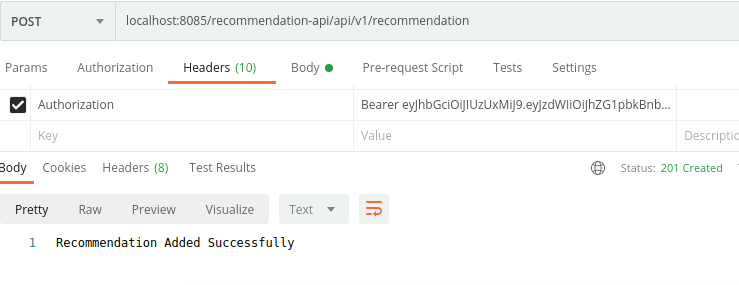 POST localhost:8085/recommendation-api/api/v1/recommendation
Params Authorization Headers (10) Body Pre-request Script Tests Settings
Authorization Bearer eyJhbGciOiJIUzUxMiJ9.eyJzdWIiOiJhZG1pbkBnb...
Key Value Descriptio
Body Cookies Headers (8) Test Results Status: 201 Created
Pretty Raw Preview Visualize Text
1 Recommendation Added Successfully